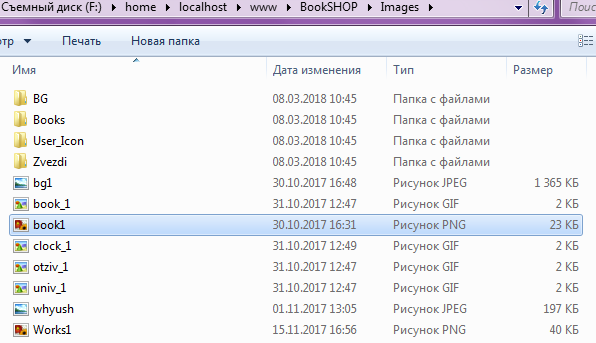 Съемный диск (F:) ▸ home ▸ localhost ▸ www ▸ BookSHOP ▸ Images ▸ Поис
тр ▼ Печать Новая папка
Имя Дата изменения Тип Размер
BG 08.03.2018 10:45 Папка с файлами
Books 08.03.2018 10:45 Папка с файлами
User_Icon 08.03.2018 10:45 Папка с файлами
Zvezdi 08.03.2018 10:45 Папка с файлами
bg1 30.10.2017 16:48 Рисунок JPEG 1 365 КБ
book_1 31.10.2017 12:47 Рисунок GIF 2 КБ
book1 30.10.2017 16:31 Рисунок PNG 23 КБ
clock_1 31.10.2017 12:49 Рисунок GIF 2 КБ
otziv_1 31.10.2017 12:47 Рисунок GIF 2 КБ
univ_1 31.10.2017 12:47 Рисунок GIF 2 КБ
whyush 01.11.2017 13:05 Рисунок JPEG 197 КБ
Works1 15.11.2017 16:56 Рисунок PNG 40 КБ